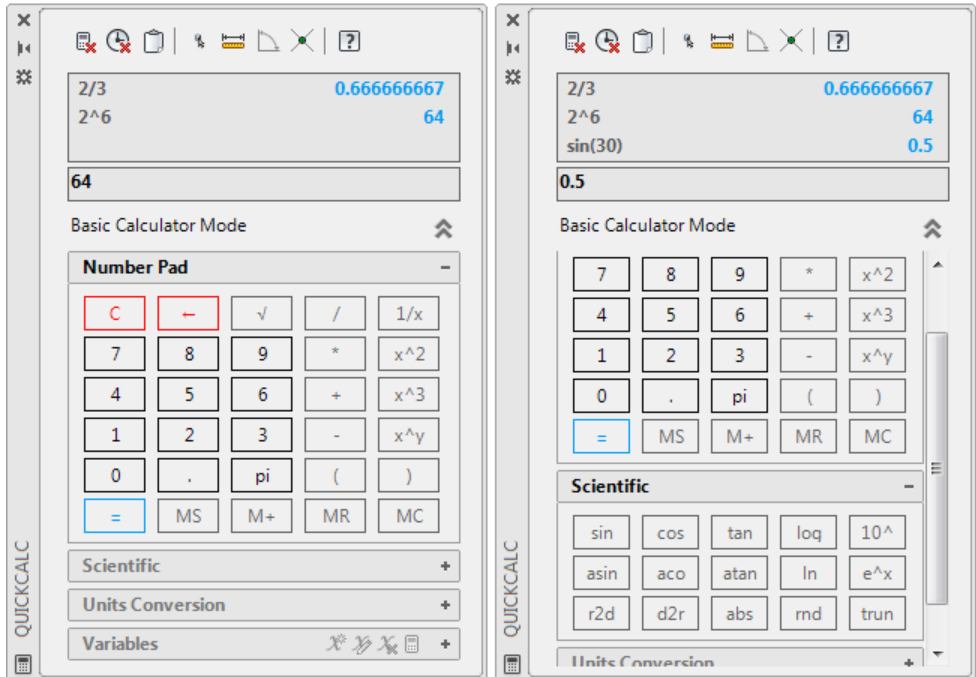 2/3 0.666666667
2^6 64
64
Basic Calculator Mode
Number Pad -
C ← √ / 1/x
7 8 9 * x^2
4 5 6 + x^3
1 2 3 - x^y
0 . pi ( )
= MS M+ MR MC
Scientific +
Units Conversion +
Variables +
QUICKCALC
2/3 0.666666667
2^6 64
sin(30) 0.5
0.5
Basic Calculator Mode
7 8 9 * x^2
4 5 6 + x^3
1 2 3 - x^y
0 . pi ( )
= MS M+ MR MC
Scientific -
sin cos tan log 10^
asin aco atan ln e^x
r2d d2r abs rnd trun
Units Conversion +
QUICKCALC